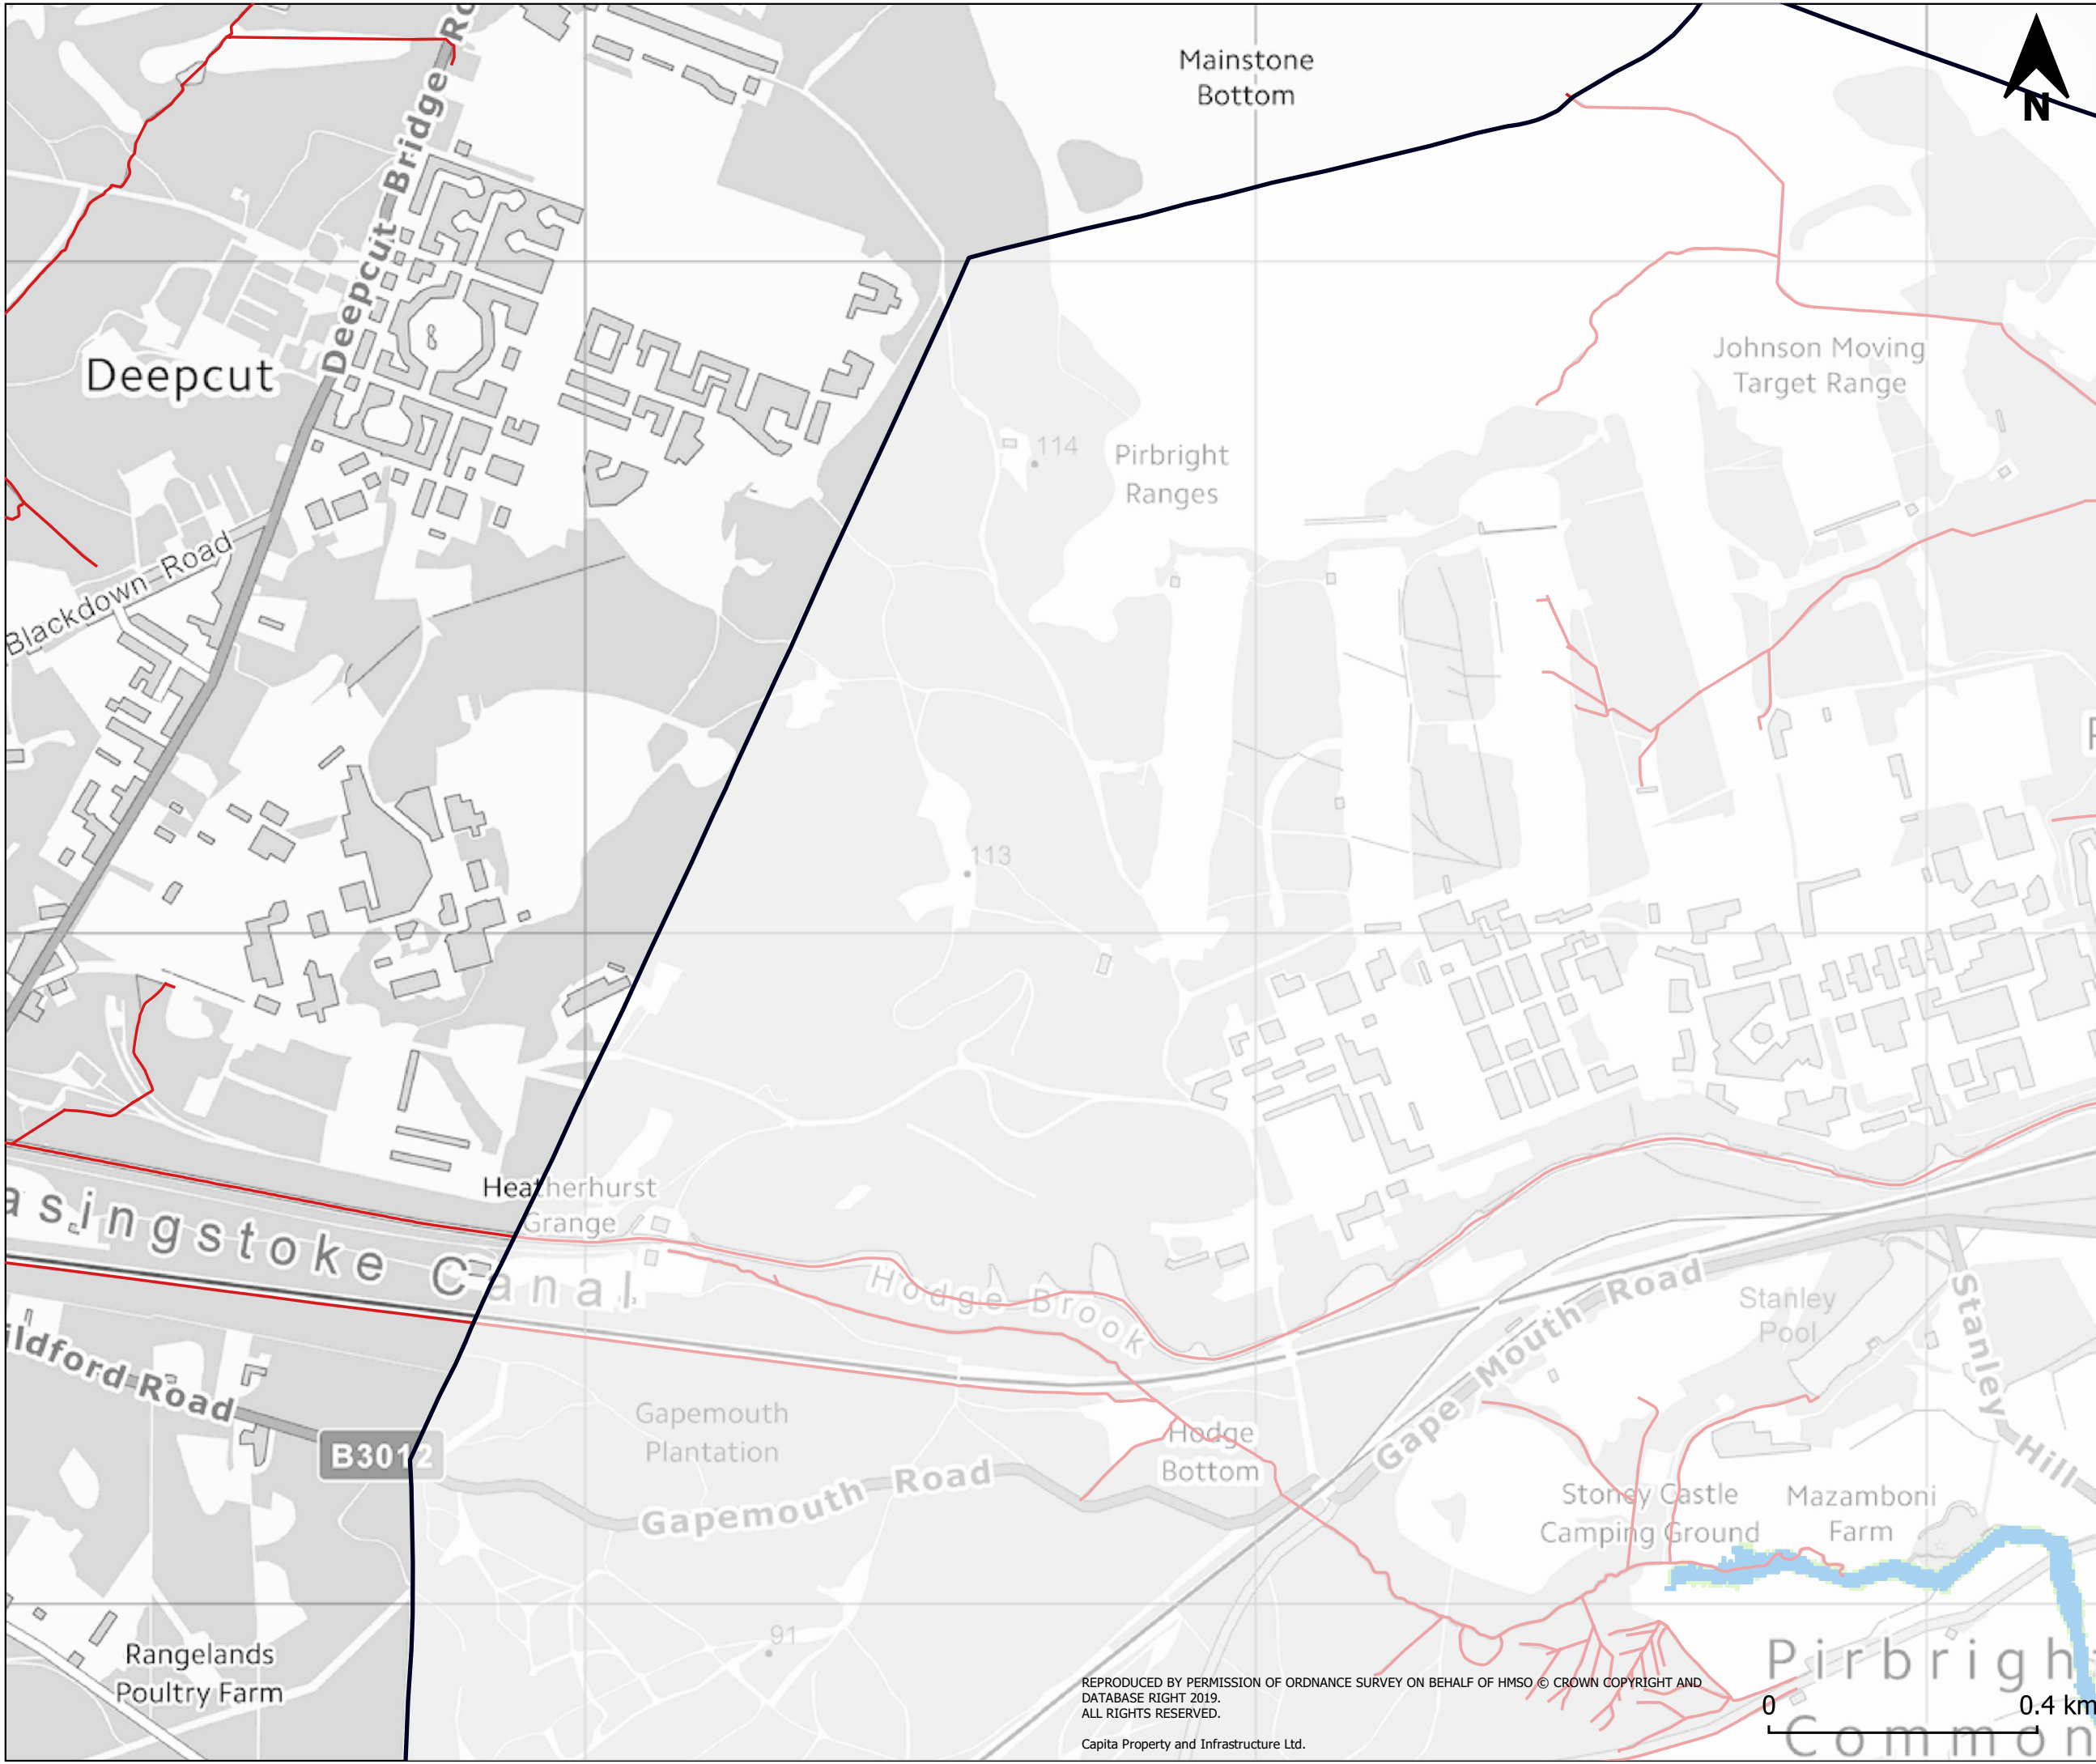 Mainstone
Bottom
N
Deepcut Bridge Ro
Deepcut
Johnson Moving
Target Range
114
Pirbright
Ranges
Blackdown Road
113
Heatherhurst
Grange
asingstoke Canal
Hodge Brook
ildford Road
B3012
Gapemouth
Plantation
Gapemouth Road
Hodge
Bottom
Gape Mouth Road
Stanley
Pool
Stanley Hill
Stoney Castle
Camping Ground
Mazamboni
Farm
91
Rangelands
Poultry Farm
Pirbright
Common
REPRODUCED BY PERMISSION OF ORDNANCE SURVEY ON BEHALF OF HMSO © CROWN COPYRIGHT AND
DATABASE RIGHT 2019.
ALL RIGHTS RESERVED.
Capita Property and Infrastructure Ltd.
0 0.4 km